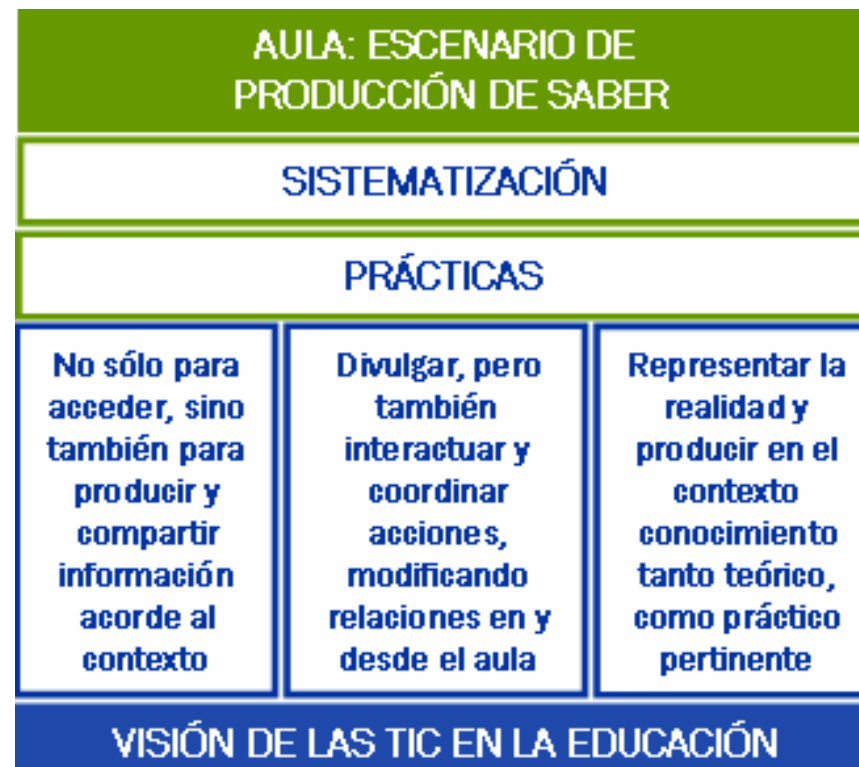 AULA: ESCENARIO DE
PRODUCCIÓN DE SABER
SISTEMATIZACIÓN
PRÁCTICAS
No sólo para
acceder, sino
también para
producir y
compartir
información
acorde al
contexto
Divulgar, pero
también
interactuar y
coordinar
acciones,
modificando
relaciones en y
desde el aula
Representar la
realidad y
producir en el
contexto
conocimiento
tanto teórico,
como práctico
pertinente
VISIÓN DE LAS TIC EN LA EDUCACIÓN